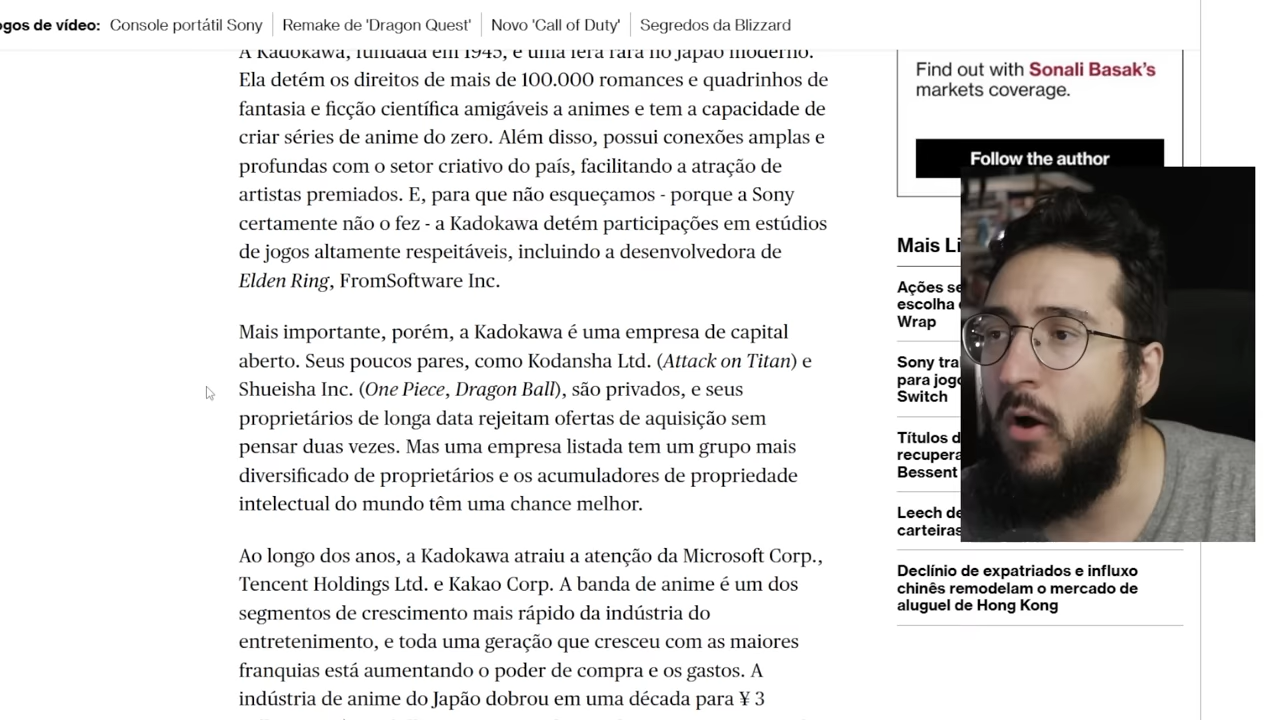 ogos de vídeo: Console portátil Sony Remake de 'Dragon Quest' Novo 'Call of Duty' Segredos da Blizzard
A Kadokawa, fundada em 1945, é uma fera rara no Japão moderno.
Ela detém os direitos de mais de 100.000 romances e quadrinhos de
fantasia e ficção científica amigáveis a animes e tem a capacidade de
criar séries de anime do zero. Além disso, possui conexões amplas e
profundas com o setor criativo do país, facilitando a atração de
artistas premiados. E, para que não esqueçamos - porque a Sony
certamente não o fez - a Kadokawa detém participações em estúdios
de jogos altamente respeitáveis, incluindo a desenvolvedora de
Elden Ring, FromSoftware Inc.
Mais importante, porém, a Kadokawa é uma empresa de capital
aberto. Seus poucos pares, como Kodansha Ltd. (Attack on Titan) e
Shueisha Inc. (One Piece, Dragon Ball), são privados, e seus
proprietários de longa data rejeitam ofertas de aquisição sem
pensar duas vezes. Mas uma empresa listada tem um grupo mais
diversificado de proprietários e os acumuladores de propriedade
intelectual do mundo têm uma chance melhor.
Ao longo dos anos, a Kadokawa atraiu a atenção da Microsoft Corp.,
Tencent Holdings Ltd. e Kakao Corp. A banda de anime é um dos
segmentos de crescimento mais rápido da indústria do
entretenimento, e toda uma geração que cresceu com as maiores
franquias está aumentando o poder de compra e os gastos. A
indústria de anime do Japão dobrou em uma década para ¥ 3
Find out with Sonali Basak's
markets coverage.
Follow the author
Mais Li
Ações se
escolha
Wrap
Sony tra
para jogo
Switch
Títulos d
recupera
Bessent
Leech de
carteiras
Declínio de expatriados e influxo
chinês remodelam o mercado de
aluguel de Hong Kong